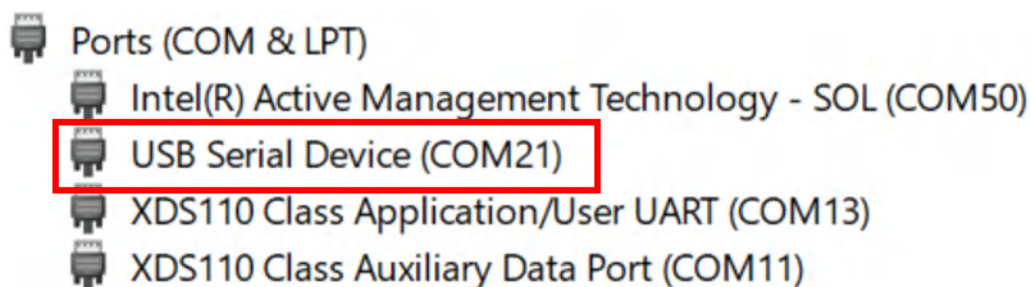 Ports (COM & LPT)
Intel(R) Active Management Technology - SOL (COM50)
USB Serial Device (COM21)
XDS110 Class Application/User UART (COM13)
XDS110 Class Auxiliary Data Port (COM11)